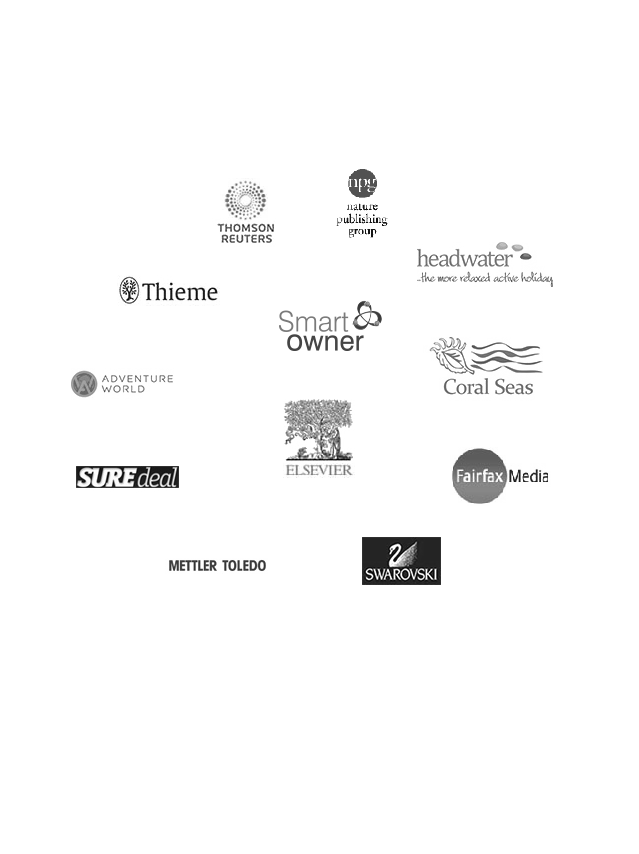 npg
nature
publishing
group
THOMSON
REUTERS
headwater
...the more relaxed active holiday
Thieme
Smart
owner
Coral Seas
ADVENTURE
WORLD
ELSEVIER
SUREdeal
Fairfax Media
METTLER TOLEDO
SWAROVSKI